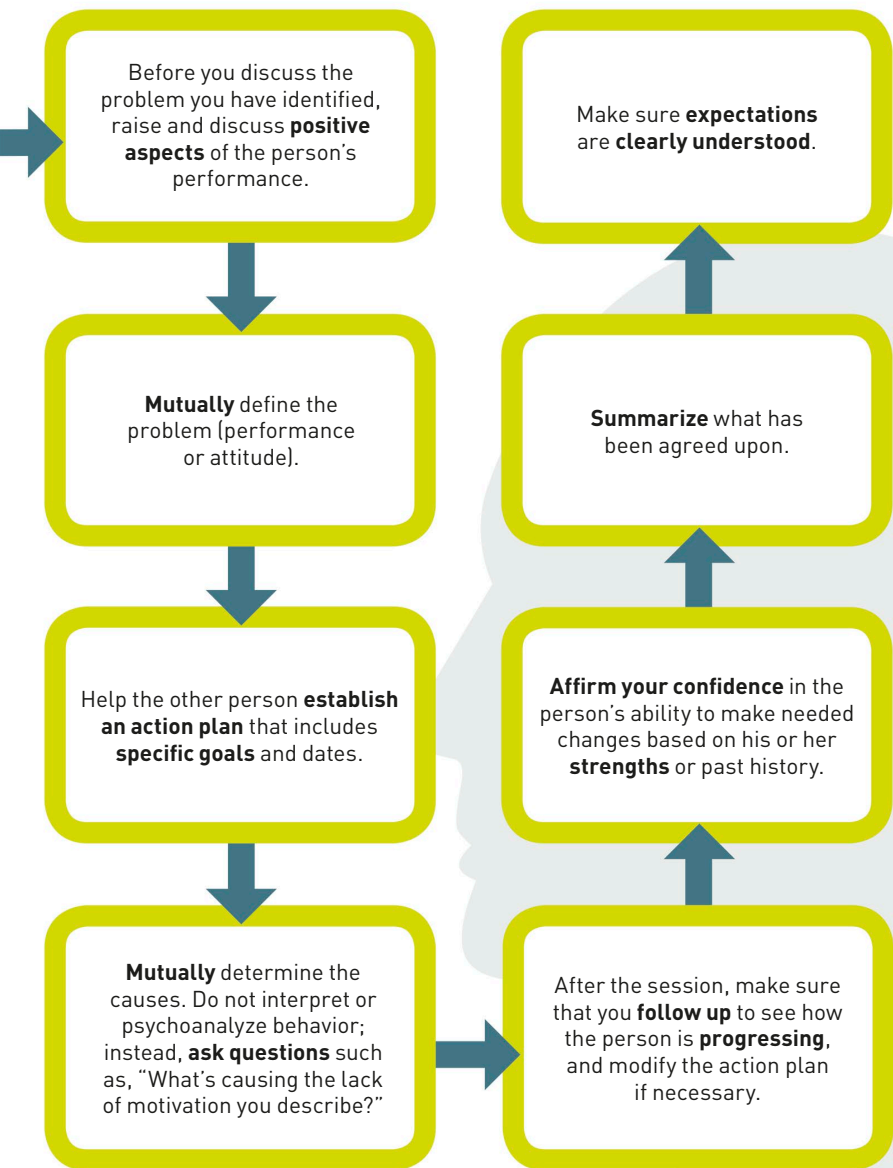 Before you discuss the
problem you have identified,
raise and discuss positive
aspects of the person's
performance.
Mutually define the
problem (performance
or attitude).
Help the other person establish
an action plan that includes
specific goals and dates.
Mutually determine the
causes. Do not interpret or
psychoanalyze behavior;
instead, ask questions such
as, “What's causing the lack
of motivation you describe?”
After the session, make sure
that you follow up to see how
the person is progressing,
and modify the action plan
if necessary.
Affirm your confidence in the
person's ability to make needed
changes based on his or her
strengths or past history.
Summarize what has
been agreed upon.
Make sure expectations
are clearly understood.